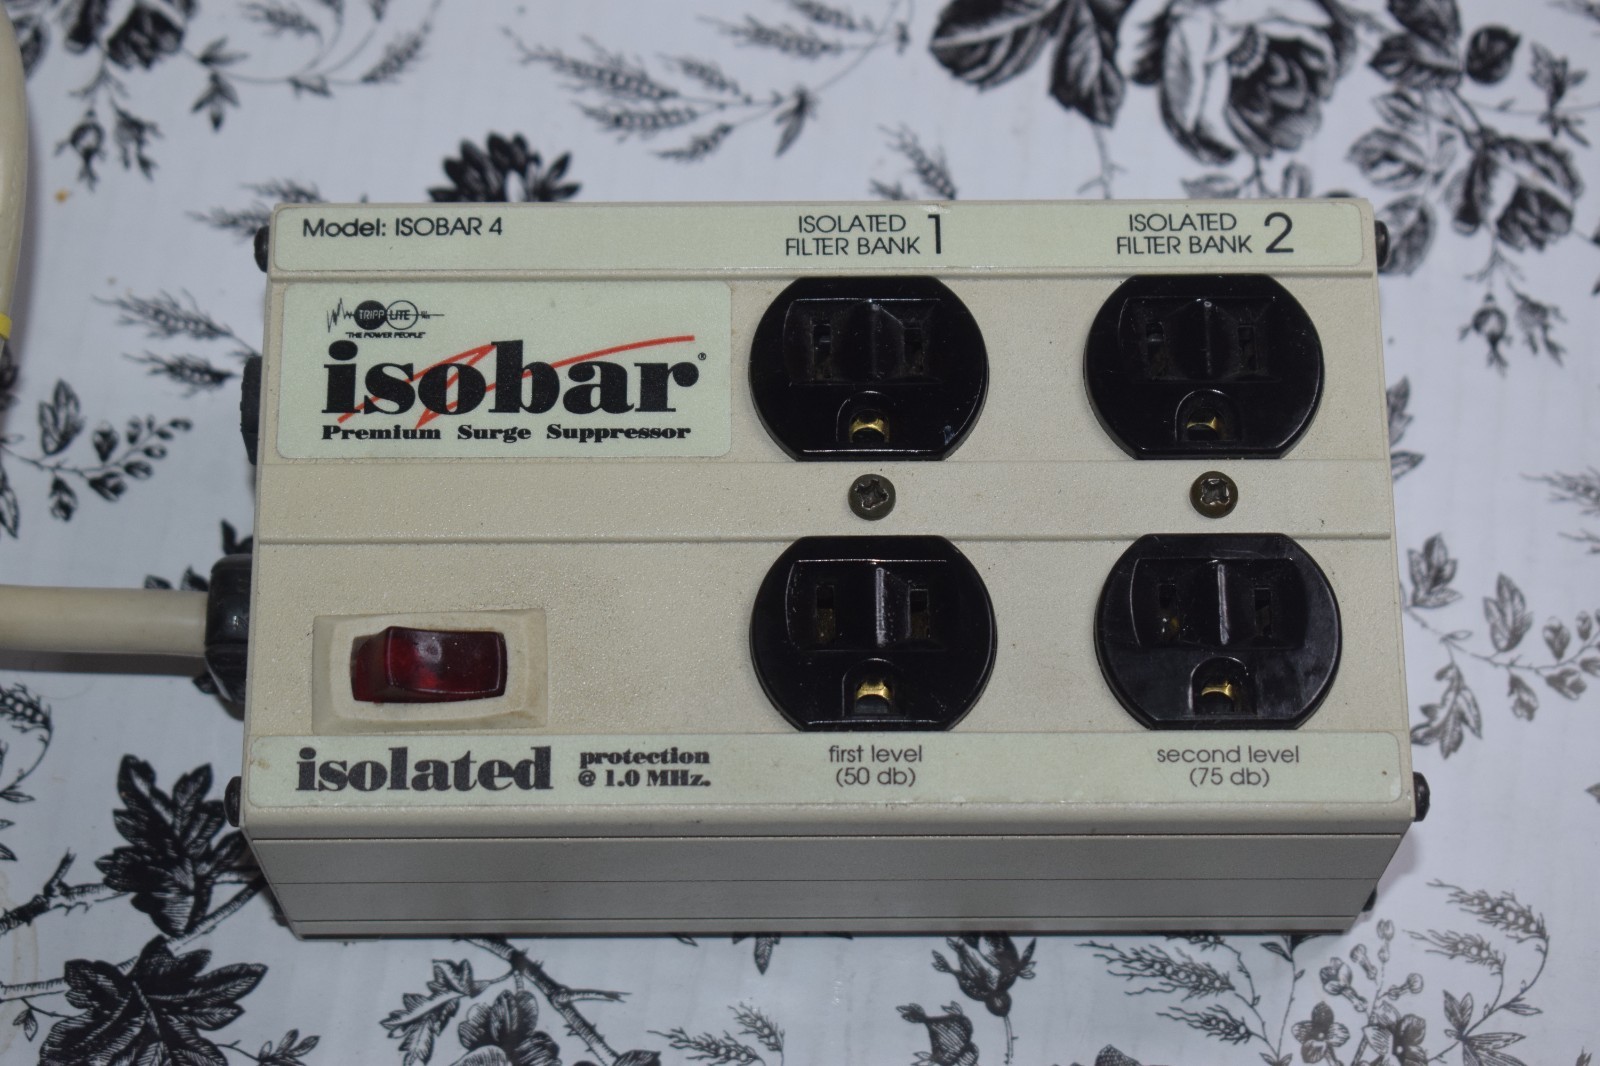 Model: ISOBAR 4
ISOLATED
FILTER BANK 1
ISOLATED
FILTER BANK 2
TRIPP LITE
"THE POWER PEOPLE"
isobar®
Premium Surge Suppressor
isolated
protection
@ 1.0 MHz.
first level
(50 db)
second level
(75 db)